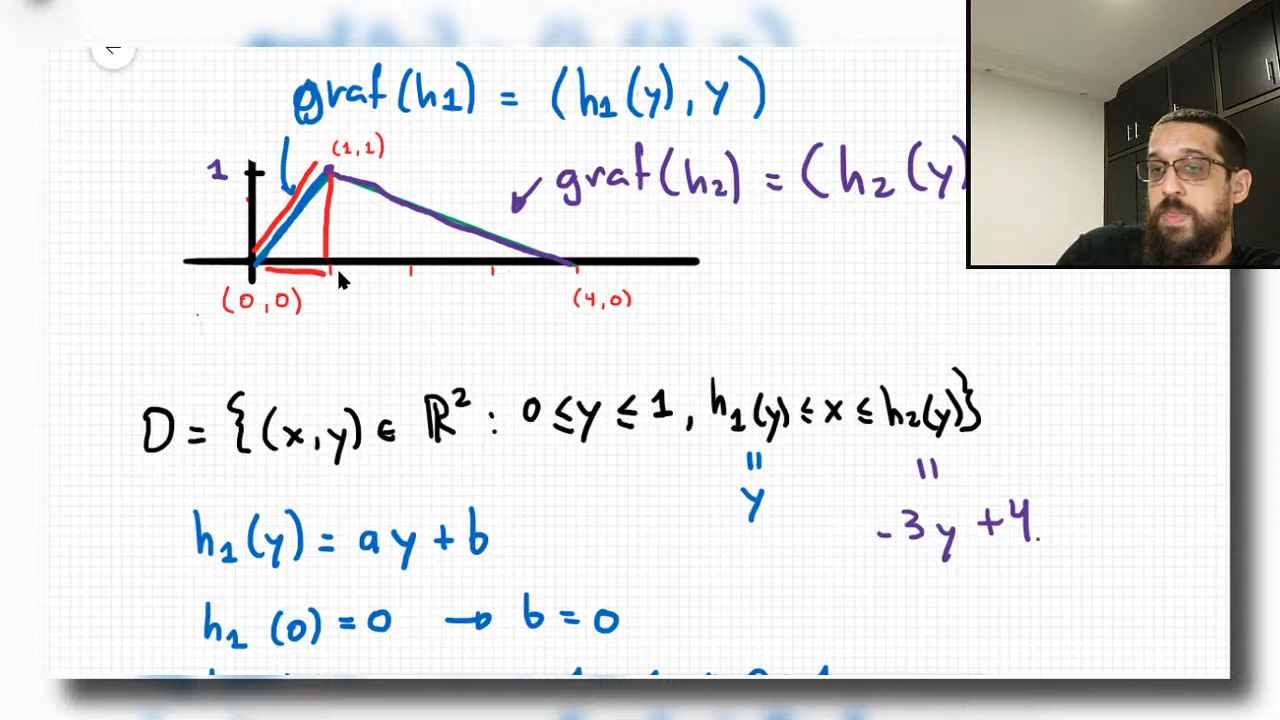 graf(h1) = (h1(y), y)
(1,1)
1
graf(h2) = (h2(y)
(0,0)
(4,0)
D = {(x,y) ∈ ℝ² : 0 ≤ y ≤ 1, h1(y) ≤ x ≤ h2(y)}
= =
y -3y + 4.
h1(y) = ay + b
h1(0) = 0 → b = 0